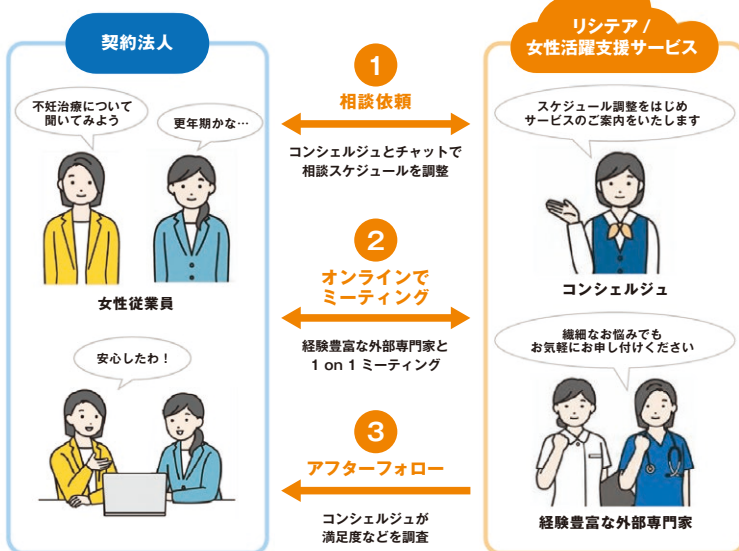 契約法人
不妊治療について
聞いてみよう
更年期かな…
女性従業員
安心したわ！
1
相談依頼
コンシェルジュとチャットで
相談スケジュールを調整
2
オンラインで
ミーティング
経験豊富な外部専門家と
1 on 1 ミーティング
3
アフターフォロー
コンシェルジュが
満足度などを調査
リシテア /
女性活躍支援サービス
スケジュール調整をはじめ
サービスのご案内をいたします
コンシェルジュ
繊細なお悩みでも
お気軽にお申し付けください
経験豊富な外部専門家